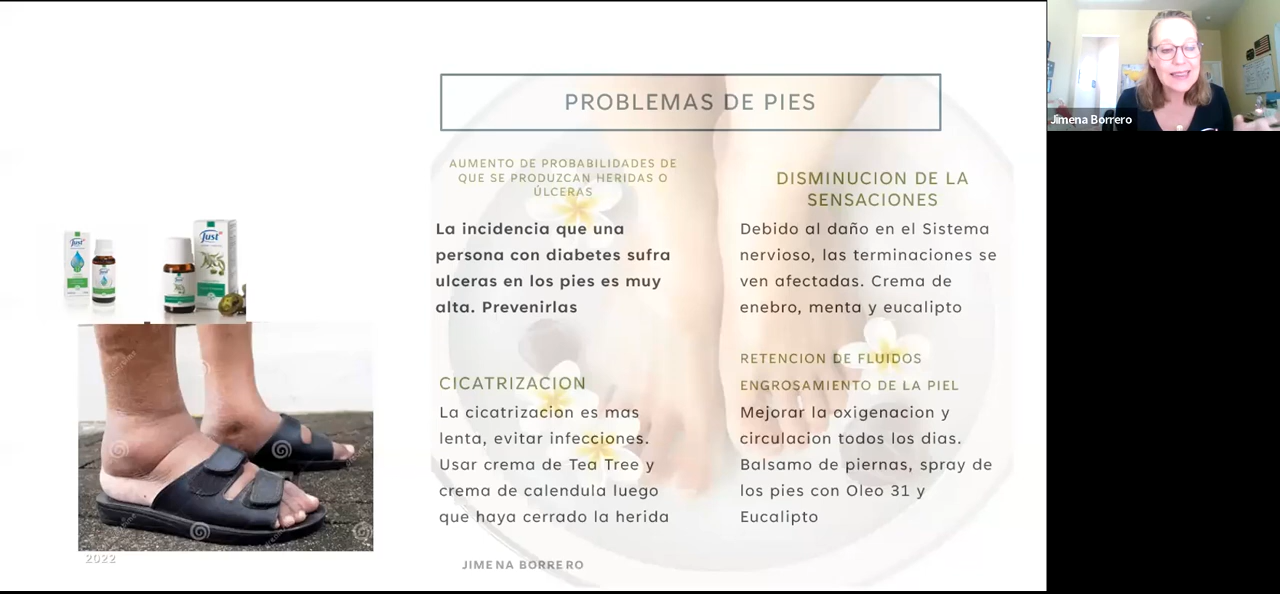 PROBLEMAS DE PIES
AUMENTO DE PROBABILIDADES DE
QUE SE PRODUZCAN HERIDAS O
ÚLCERAS
La incidencia que una
persona con diabetes sufra
ulceras en los pies es muy
alta. Prevenirlas
DISMINUCION DE LA
SENSACIONES
Debido al daño en el Sistema
nervioso, las terminaciones se
ven afectadas. Crema de
enebro, menta y eucalipto
CICATRIZACION
La cicatrizacion es mas
lenta, evitar infecciones.
Usar crema de Tea Tree y
crema de calendula luego
que haya cerrado la herida
RETENCION DE FLUIDOS
ENGROSAMIENTO DE LA PIEL
Mejorar la oxigenacion y
circulacion todos los dias.
Balsamo de piernas, spray de
los pies con Oleo 31 y
Eucalipto
Just
Just
2022
JIMENA BORRERO
Jimena Borrero